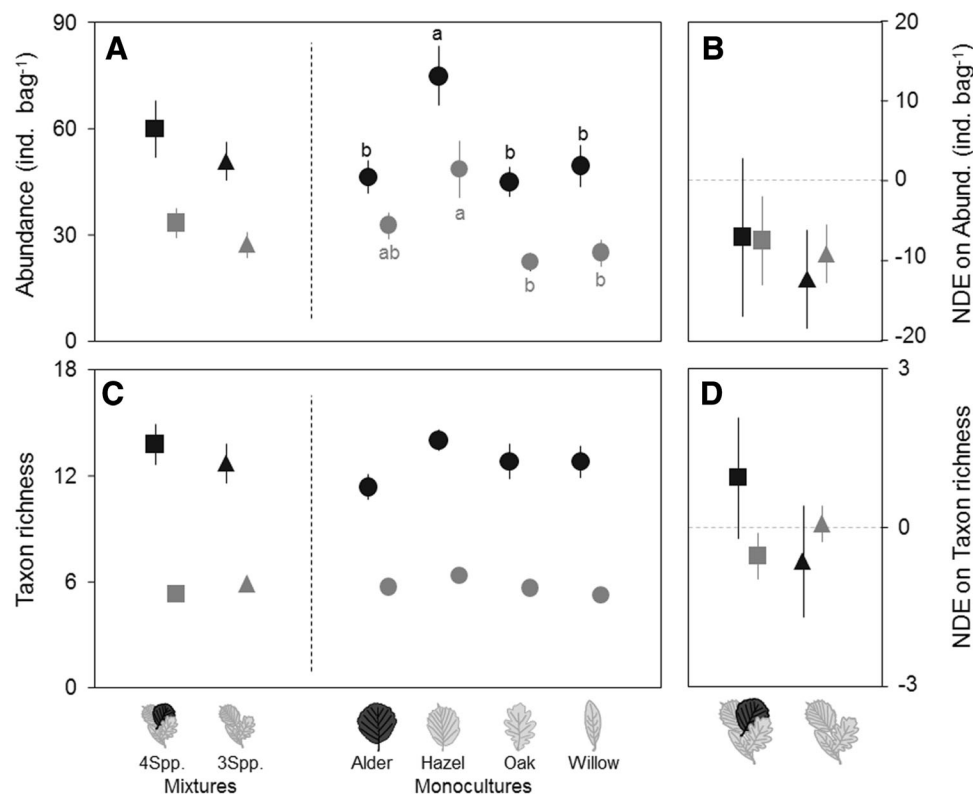 A
B
C
D
Abundance (ind. bag-1)
90
60
30
0
b
a
b
b
ab
a
b
b
20
10
0
-10
-20
NDE on Abund. (ind. bag-1)
Taxon richness
18
12
6
0
3
0
-3
NDE on Taxon richness
4Spp. 3Spp. Alder Hazel Oak Willow
Mixtures Monocultures